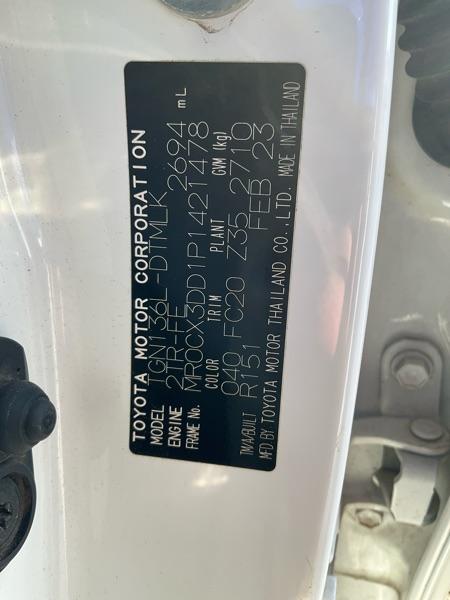 TOYOTA MOTOR CORPORATION
MODEL TGN136L-DTMLK
ENGINE 2TR-FE 2694 mL
FRAME No. MR0CX3DD1P1421478
COLOR TRIM PLANT GVM (kg)
040 FC20 Z35 2710
TM/A/BUILT R151 FEB 23
MFD BY TOYOTA MOTOR THAILAND CO.,LTD. MADE IN THAILAND